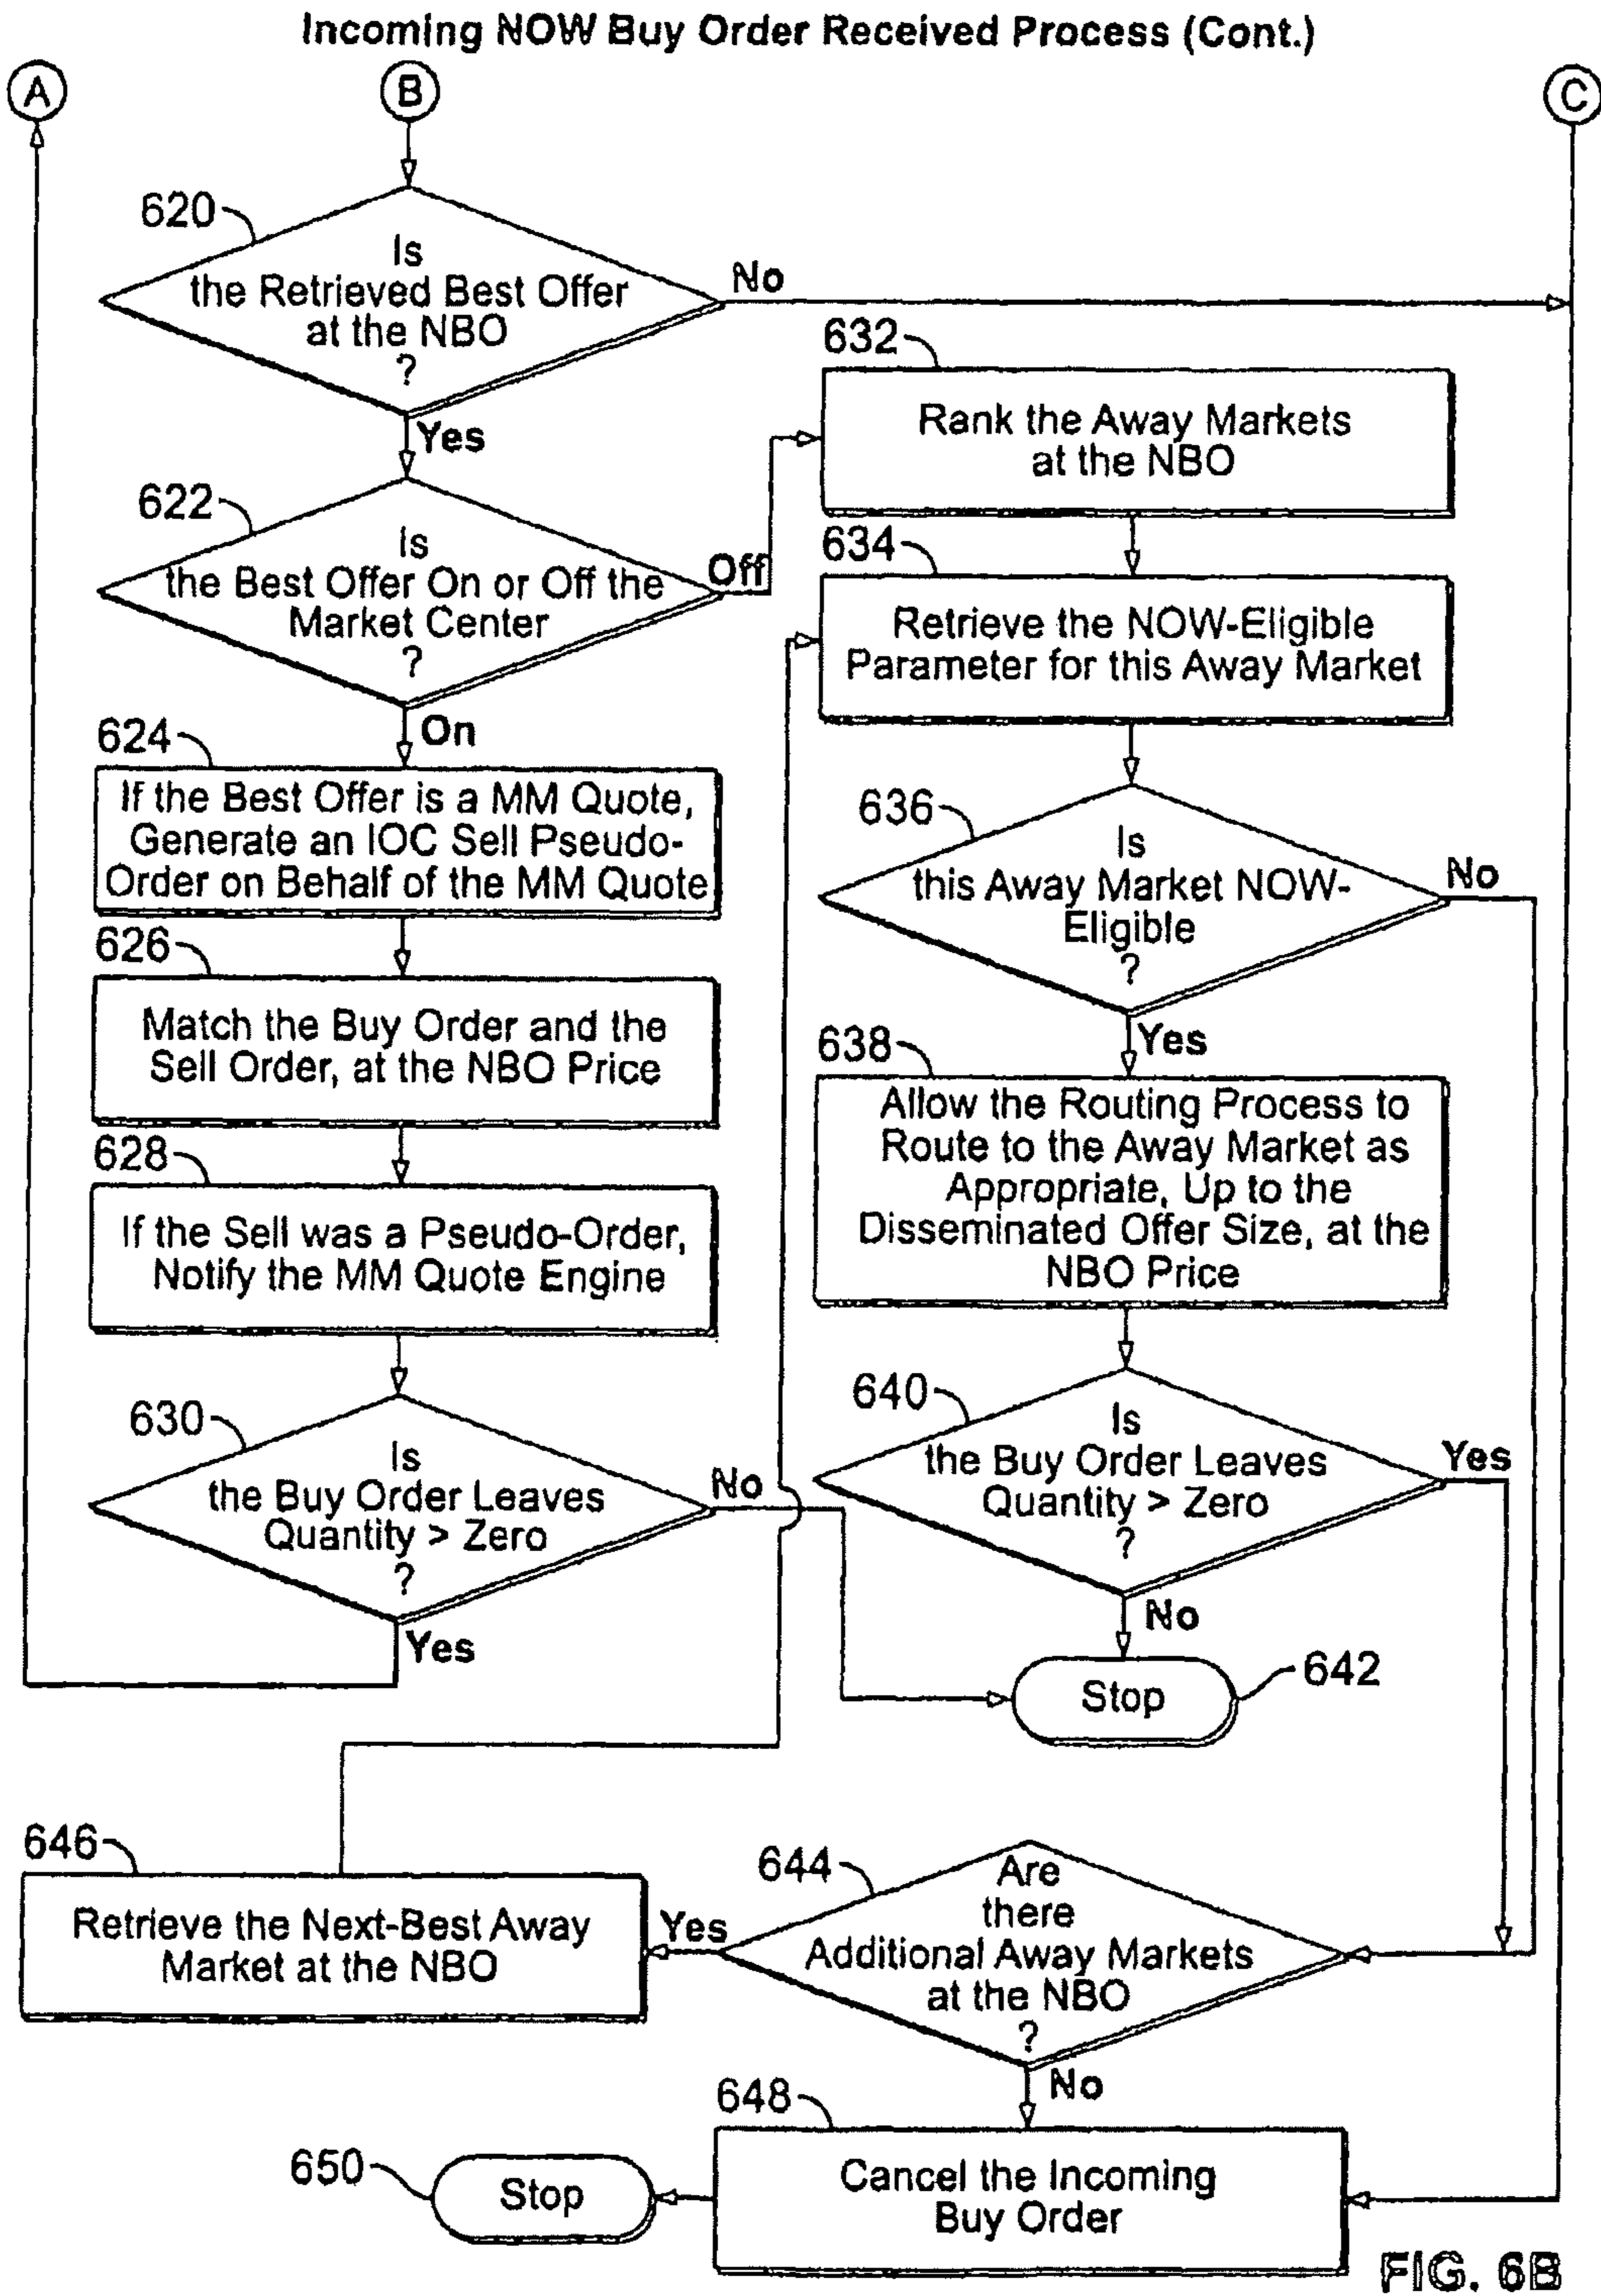 Incoming NOW Buy Order Received Process (Cont.)
A
B
C
620
Is
the Retrieved Best Offer
at the NBO
?
No
Yes
622
Is
the Best Offer On or Off the
Market Center
?
Off
On
624
If the Best Offer is a MM Quote,
Generate an IOC Sell Pseudo-
Order on Behalf of the MM Quote
626
Match the Buy Order and the
Sell Order, at the NBO Price
628
If the Sell was a Pseudo-Order,
Notify the MM Quote Engine
630
Is
the Buy Order Leaves
Quantity > Zero
?
No
Yes
632
Rank the Away Markets
at the NBO
634
Retrieve the NOW-Eligible
Parameter for this Away Market
636
Is
this Away Market NOW-
Eligible
?
No
Yes
638
Allow the Routing Process to
Route to the Away Market as
Appropriate, Up to the
Disseminated Offer Size, at the
NBO Price
640
Is
the Buy Order Leaves
Quantity > Zero
?
Yes
No
Stop
642
644
Are
there
Additional Away Markets
at the NBO
?
Yes
No
646
Retrieve the Next-Best Away
Market at the NBO
648
Cancel the Incoming
Buy Order
650
Stop
FIG. 6B